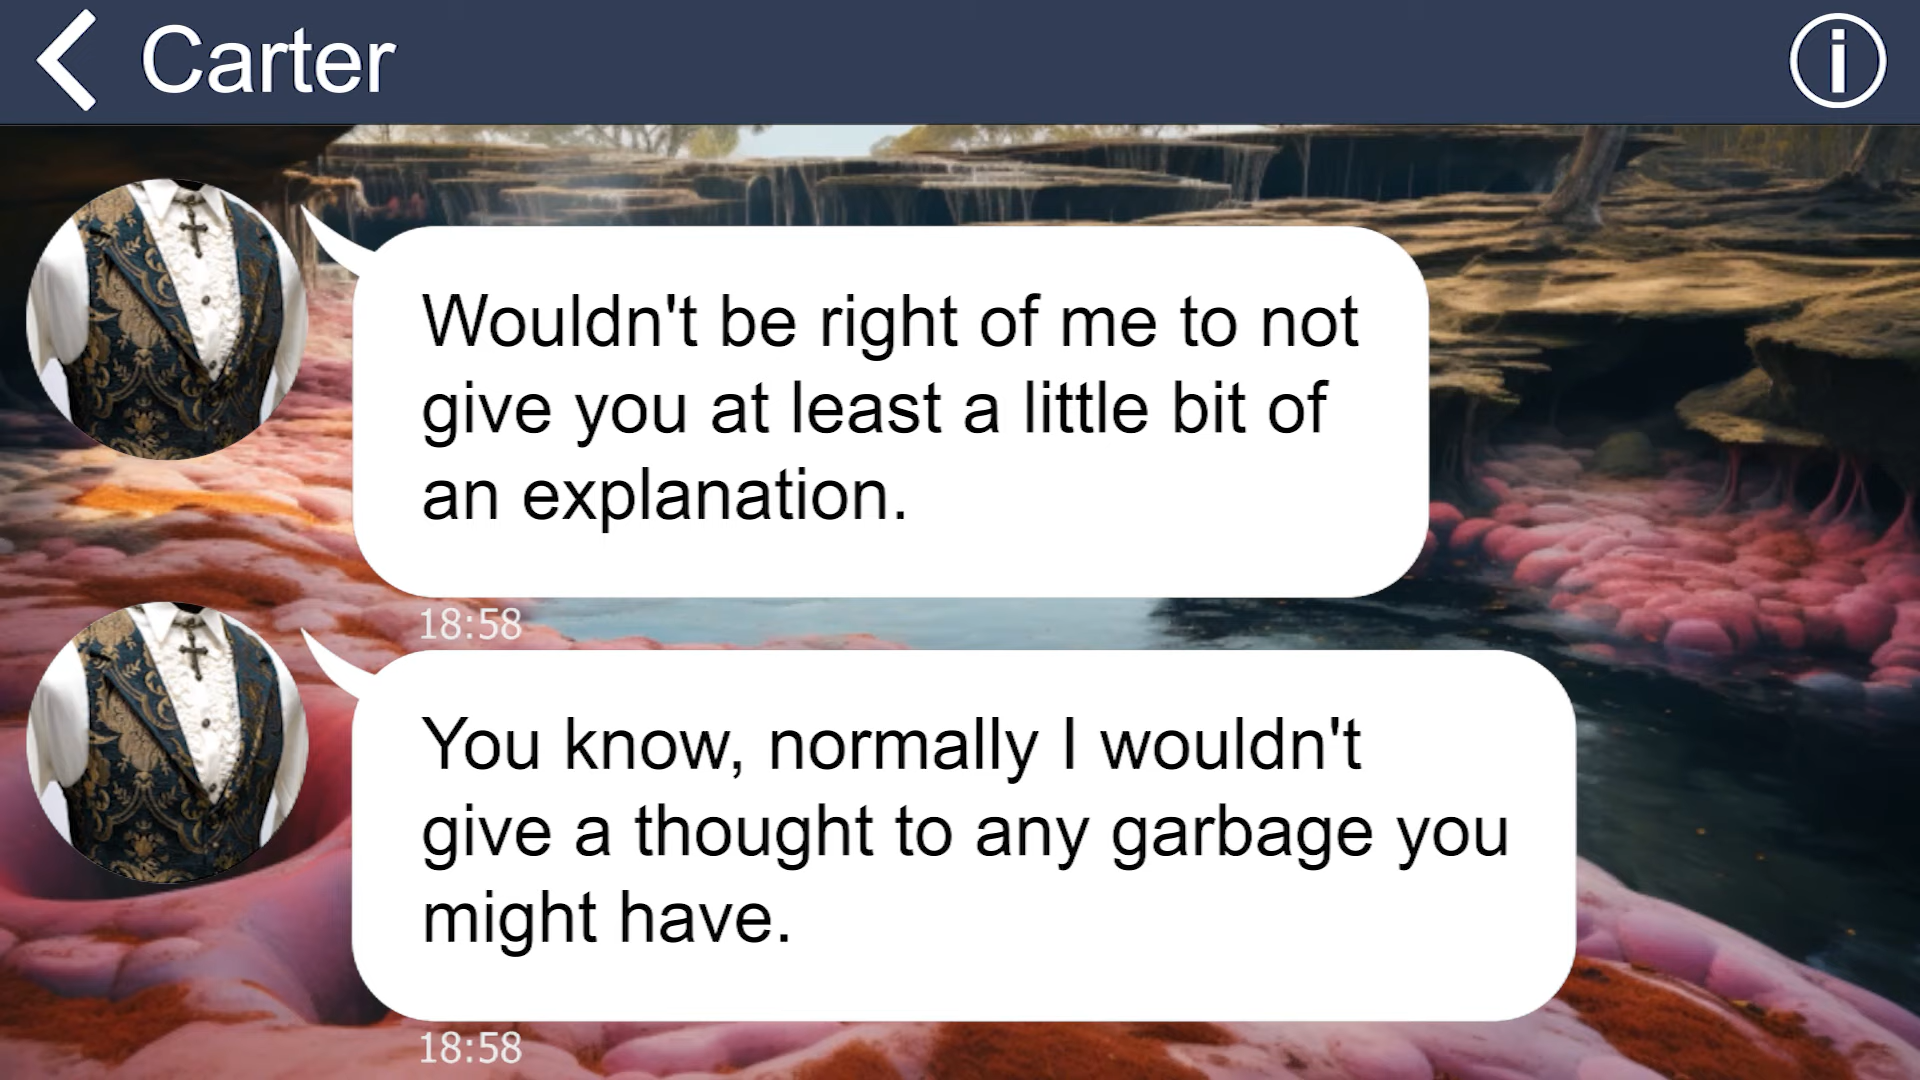 Carter
Wouldn't be right of me to not
give you at least a little bit of
an explanation.
18:58
You know, normally I wouldn't
give a thought to any garbage you
might have.
18:58